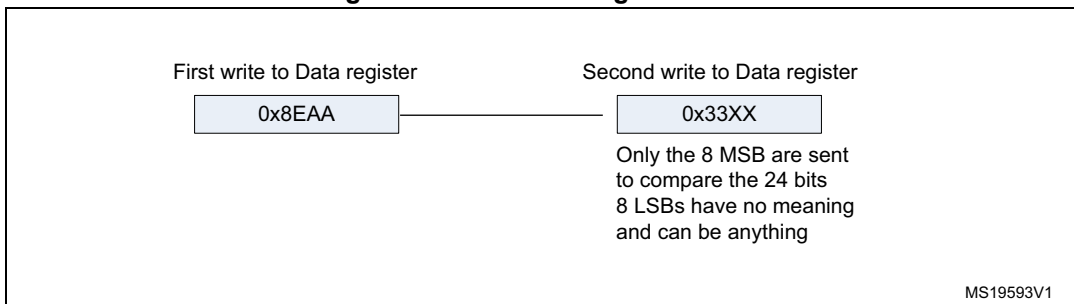 First write to Data register
Second write to Data register
0x8EAA
0x33XX
Only the 8 MSB are sent
to compare the 24 bits
8 LSBs have no meaning
and can be anything
MS19593V1